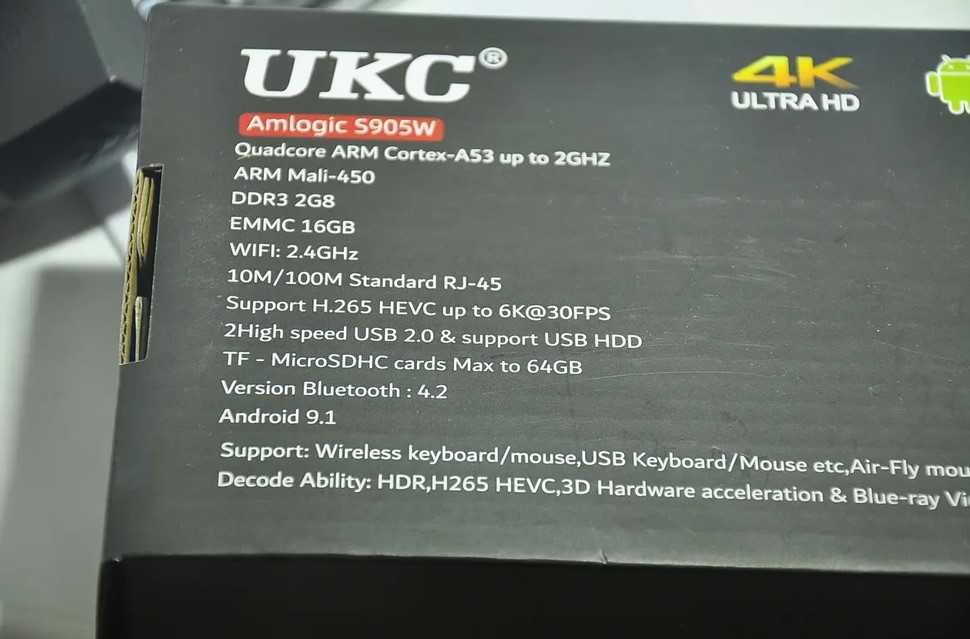 UKC®
4K
ULTRA HD
Amlogic S905W
Quadcore ARM Cortex-A53 up to 2GHZ
ARM Mali-450
DDR3 2G8
EMMC 16GB
WIFI: 2.4GHz
10M/100M Standard RJ-45
Support H.265 HEVC up to 6K@30FPS
2High speed USB 2.0 & support USB HDD
TF - MicroSDHC cards Max to 64GB
Version Bluetooth : 4.2
Android 9.1
Support: Wireless keyboard/mouse,USB Keyboard/Mouse etc,Air-Fly mou
Decode Ability: HDR,H265 HEVC,3D Hardware acceleration & Blue-ray Vi